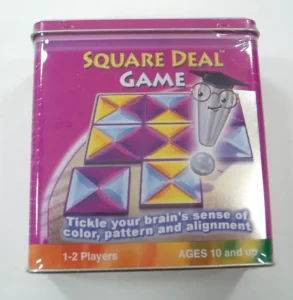 SQUARE DEAL™
GAME
Tickle your brain's sense of
color, pattern and alignment
1-2 Players
AGES 10 and up